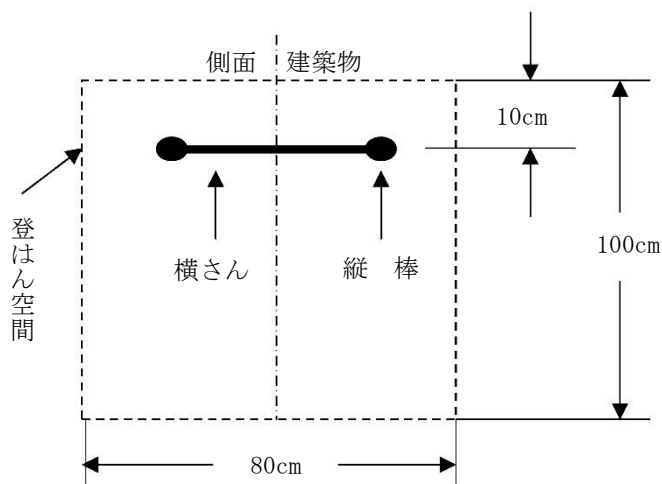 側面 建築物
10cm
登はん空間
横さん
縦 棒
100cm
80cm